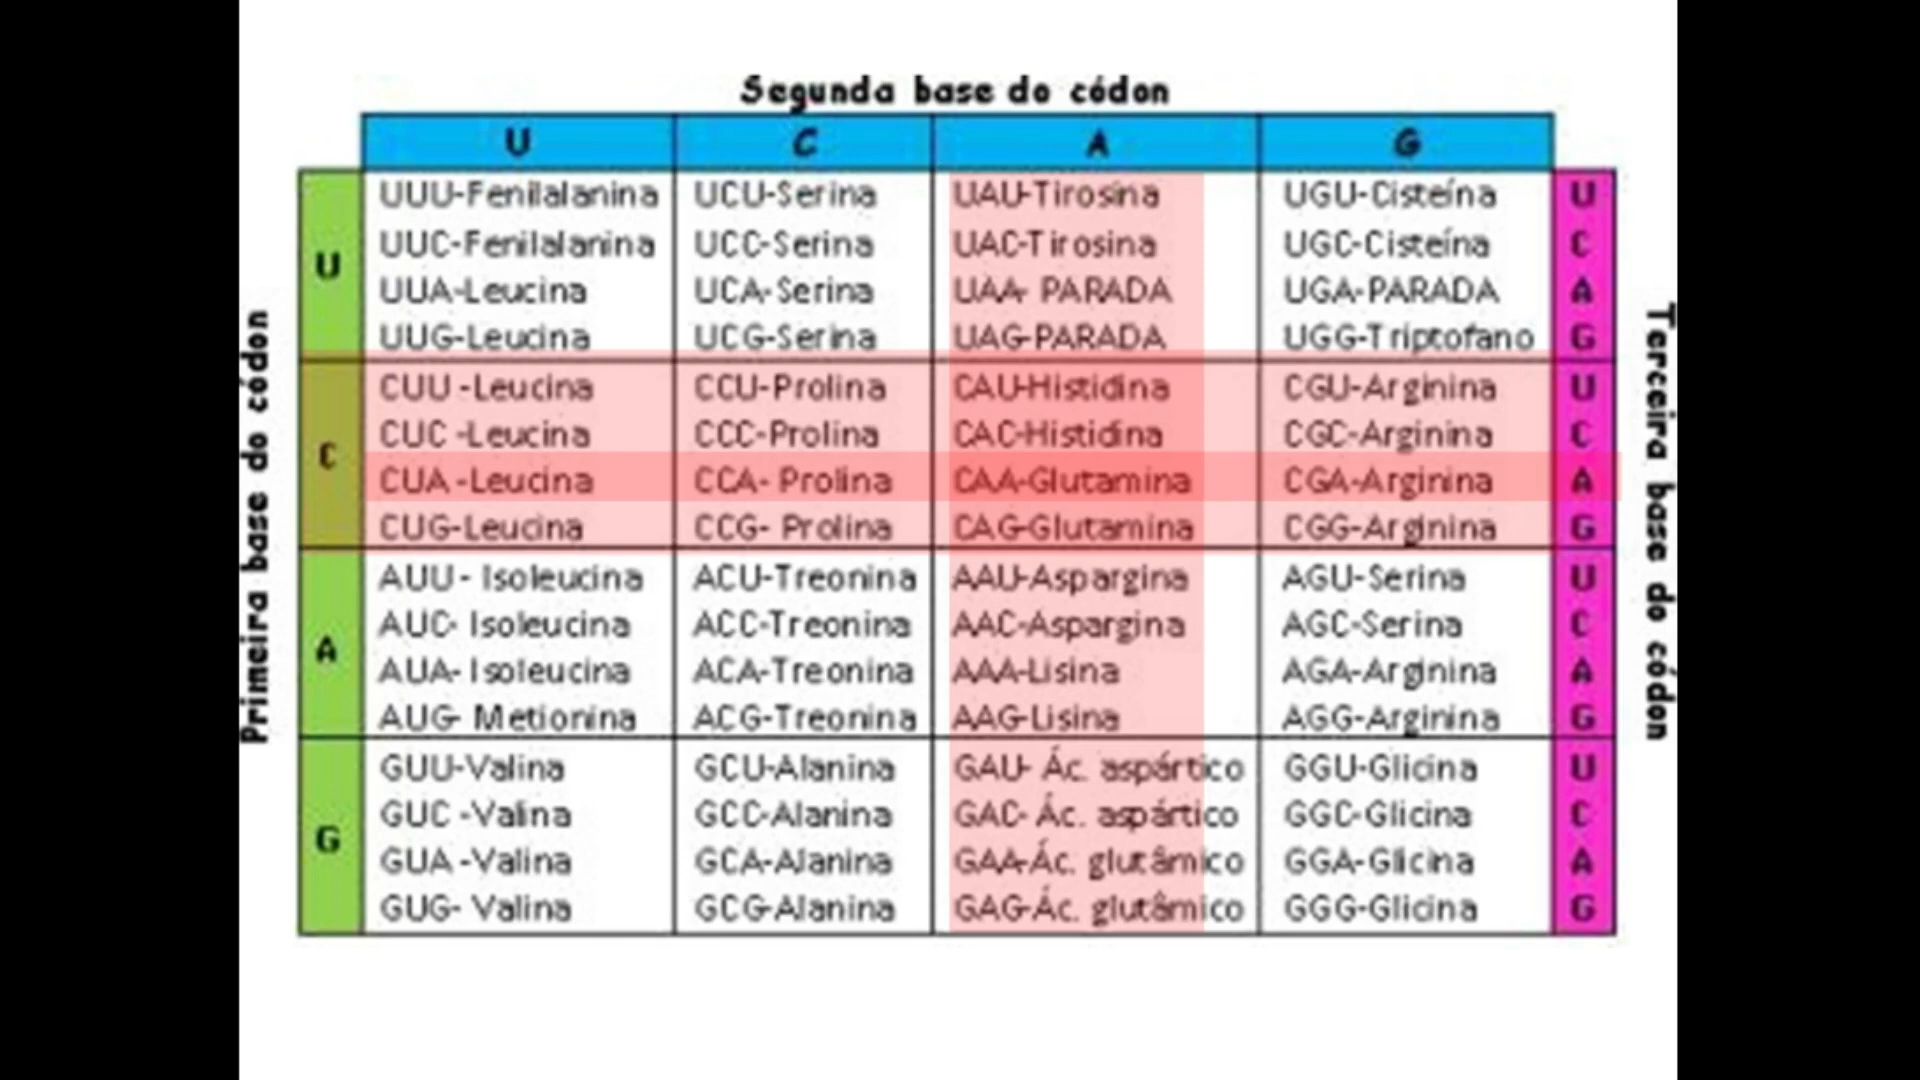 Segunda base do códon
U C A G
Primeira base do códon
Terceira base do códon
U
UUU-Fenilalanina UCU-Serina UAU-Tirosina UGU-Cisteína U
UUC-Fenilalanina UCC-Serina UAC-Tirosina UGC-Cisteína C
UUA-Leucina UCA-Serina UAA- PARADA UGA-PARADA A
UUG-Leucina UCG-Serina UAG-PARADA UGG-Triptofano G
C
CUU -Leucina CCU-Prolina CAU-Histidina CGU-Arginina U
CUC -Leucina CCC-Prolina CAC-Histidina CGC-Arginina C
CUA -Leucina CCA- Prolina CAA-Glutamina CGA-Arginina A
CUG-Leucina CCG- Prolina CAG-Glutamina CGG-Arginina G
A
AUU - Isoleucina ACU-Treonina AAU-Aspargina AGU-Serina U
AUC- Isoleucina ACC-Treonina AAC-Aspargina AGC-Serina C
AUA- Isoleucina ACA-Treonina AAA-Lisina AGA-Arginina A
AUG- Metionina ACG-Treonina AAG-Lisina AGG-Arginina G
G
GUU-Valina GCU-Alanina GAU- Ác. aspártico GGU-Glicina U
GUC -Valina GCC-Alanina GAC- Ác. aspártico GGC-Glicina C
GUA -Valina GCA-Alanina GAA-Ác. glutâmico GGA-Glicina A
GUG- Valina GCG-Alanina GAG-Ác. glutâmico GGG-Glicina G